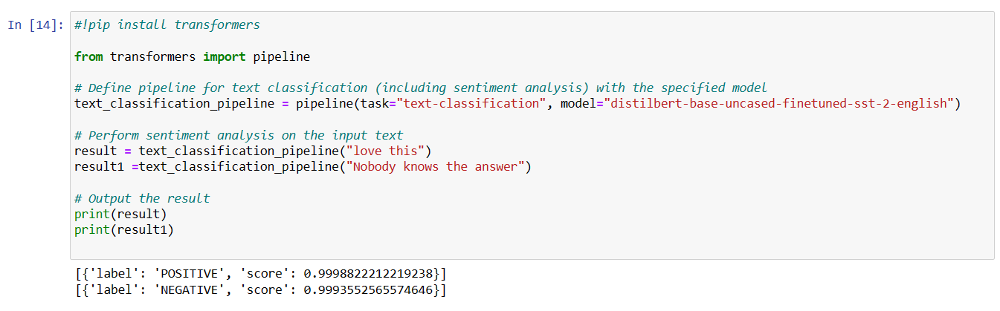 In [14]: #!pip install transformers
from transformers import pipeline
# Define pipeline for text classification (including sentiment analysis) with the specified model
text_classification_pipeline = pipeline(task="text-classification", model="distilbert-base-uncased-finetuned-sst-2-english")
# Perform sentiment analysis on the input text
result = text_classification_pipeline("love this")
result1 =text_classification_pipeline("Nobody knows the answer")
# Output the result
print(result)
print(result1)
[{'label': 'POSITIVE', 'score': 0.9998822212219238}]
[{'label': 'NEGATIVE', 'score': 0.9993552565574646}]